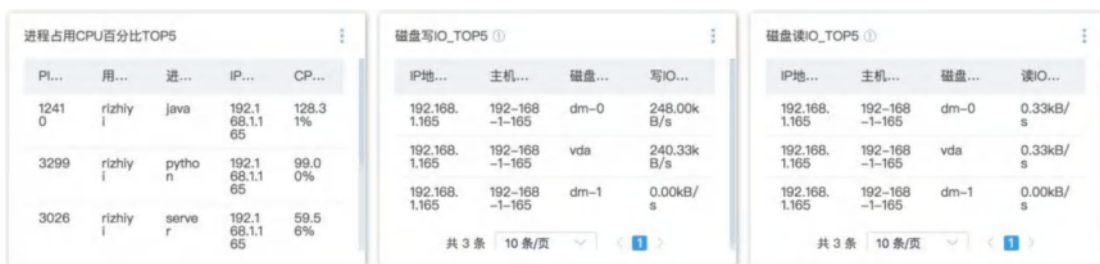 进程占用CPU百分比TOP5
PI... 用... 进... IP... CP...
1241 rizhiy java 192.1 128.3
0 i 68.1.1 1%
65
3299 rizhiy pytho 192.1 99.0
i n 68.1.1 0%
65
3026 rizhiy serve 192.1 59.5
i r 68.1.1 6%
65
磁盘写IO_TOP5
IP地... 主机... 磁盘... 写IO...
192.168. 192-168 dm-0 248.00k
1.165 -1-165 B/s
192.168. 192-168 vda 240.33k
1.165 -1-165 B/s
192.168. 192-168 dm-1 0.00kB/
1.165 -1-165 s
共 3 条 10 条/页 < 1 >
磁盘读IO_TOP5
IP地... 主机... 磁盘... 读IO...
192.168. 192-168 dm-0 0.33kB/
1.165 -1-165 s
192.168. 192-168 vda 0.33kB/
1.165 -1-165 s
192.168. 192-168 dm-1 0.00kB/
1.165 -1-165 s
共 3 条 10 条/页 < 1 >